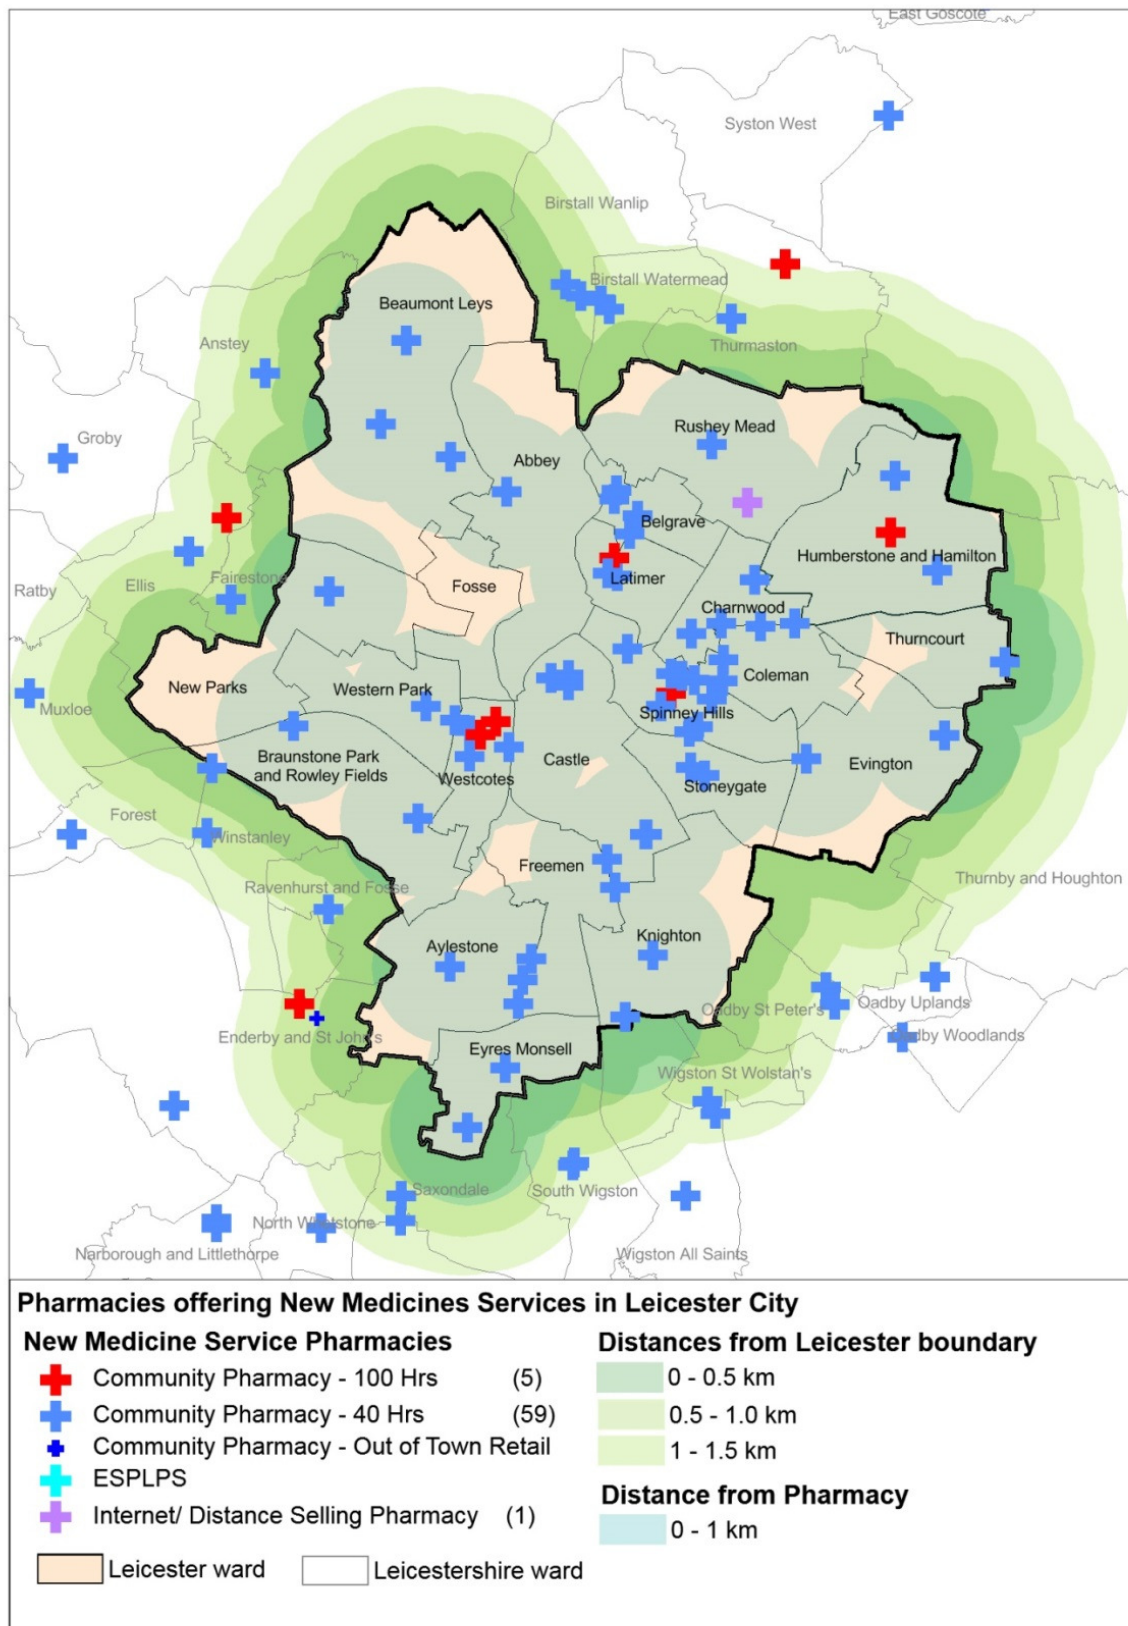 East Goscote
Syston West
Birstall Wanlip
Birstall Watermead
Beaumont Leys
Thurmaston
Anstey
Rushey Mead
Groby
Abbey
Belgrave
Humberstone and Hamilton
Latimer
Fosse
Fairestone
Ellis
Ratby
Charnwood
Thurncourt
Coleman
New Parks
Western Park
Muxloe
Spinney Hills
Braunstone Park
and Rowley Fields
Castle
Evington
Westcotes
Stoneygate
Forest
Winstanley
Freemen
Thurnby and Houghton
Ravenhurst and Fosse
Aylestone
Knighton
Oadby St Peter's
Oadby Uplands
Enderby and St John's
Oadby Woodlands
Eyres Monsell
Wigston St Wolstan's
Saxondale
South Wigston
North Whetstone
Narborough and Littlethorpe
Wigston All Saints
Pharmacies offering New Medicines Services in Leicester City
New Medicine Service Pharmacies
Community Pharmacy - 100 Hrs (5)
Community Pharmacy - 40 Hrs (59)
Community Pharmacy - Out of Town Retail
ESPLPS
Internet/ Distance Selling Pharmacy (1)
Leicester ward
Leicestershire ward
Distances from Leicester boundary
0 - 0.5 km
0.5 - 1.0 km
1 - 1.5 km
Distance from Pharmacy
0 - 1 km